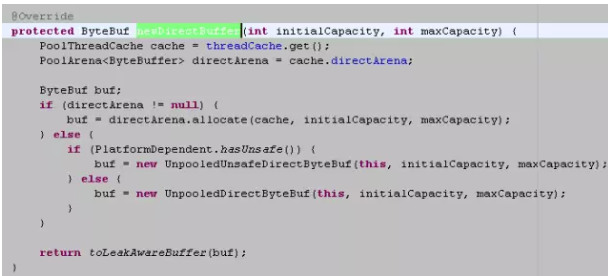 @Override
protected ByteBuf newDirectBuffer(int initialCapacity, int maxCapacity) {
    PoolThreadCache cache = threadCache.get();
    PoolArena<ByteBuffer> directArena = cache.directArena;
    ByteBuf buf;
    if (directArena != null) {
        buf = directArena.allocate(cache, initialCapacity, maxCapacity);
    } else {
        if (PlatformDependent.hasUnsafe()) {
            buf = new UnpooledUnsafeDirectByteBuf(this, initialCapacity, maxCapacity);
        } else {
            buf = new UnpooledDirectByteBuf(this, initialCapacity, maxCapacity);
        }
    }
    return toLeakAwareBuffer(buf);
}